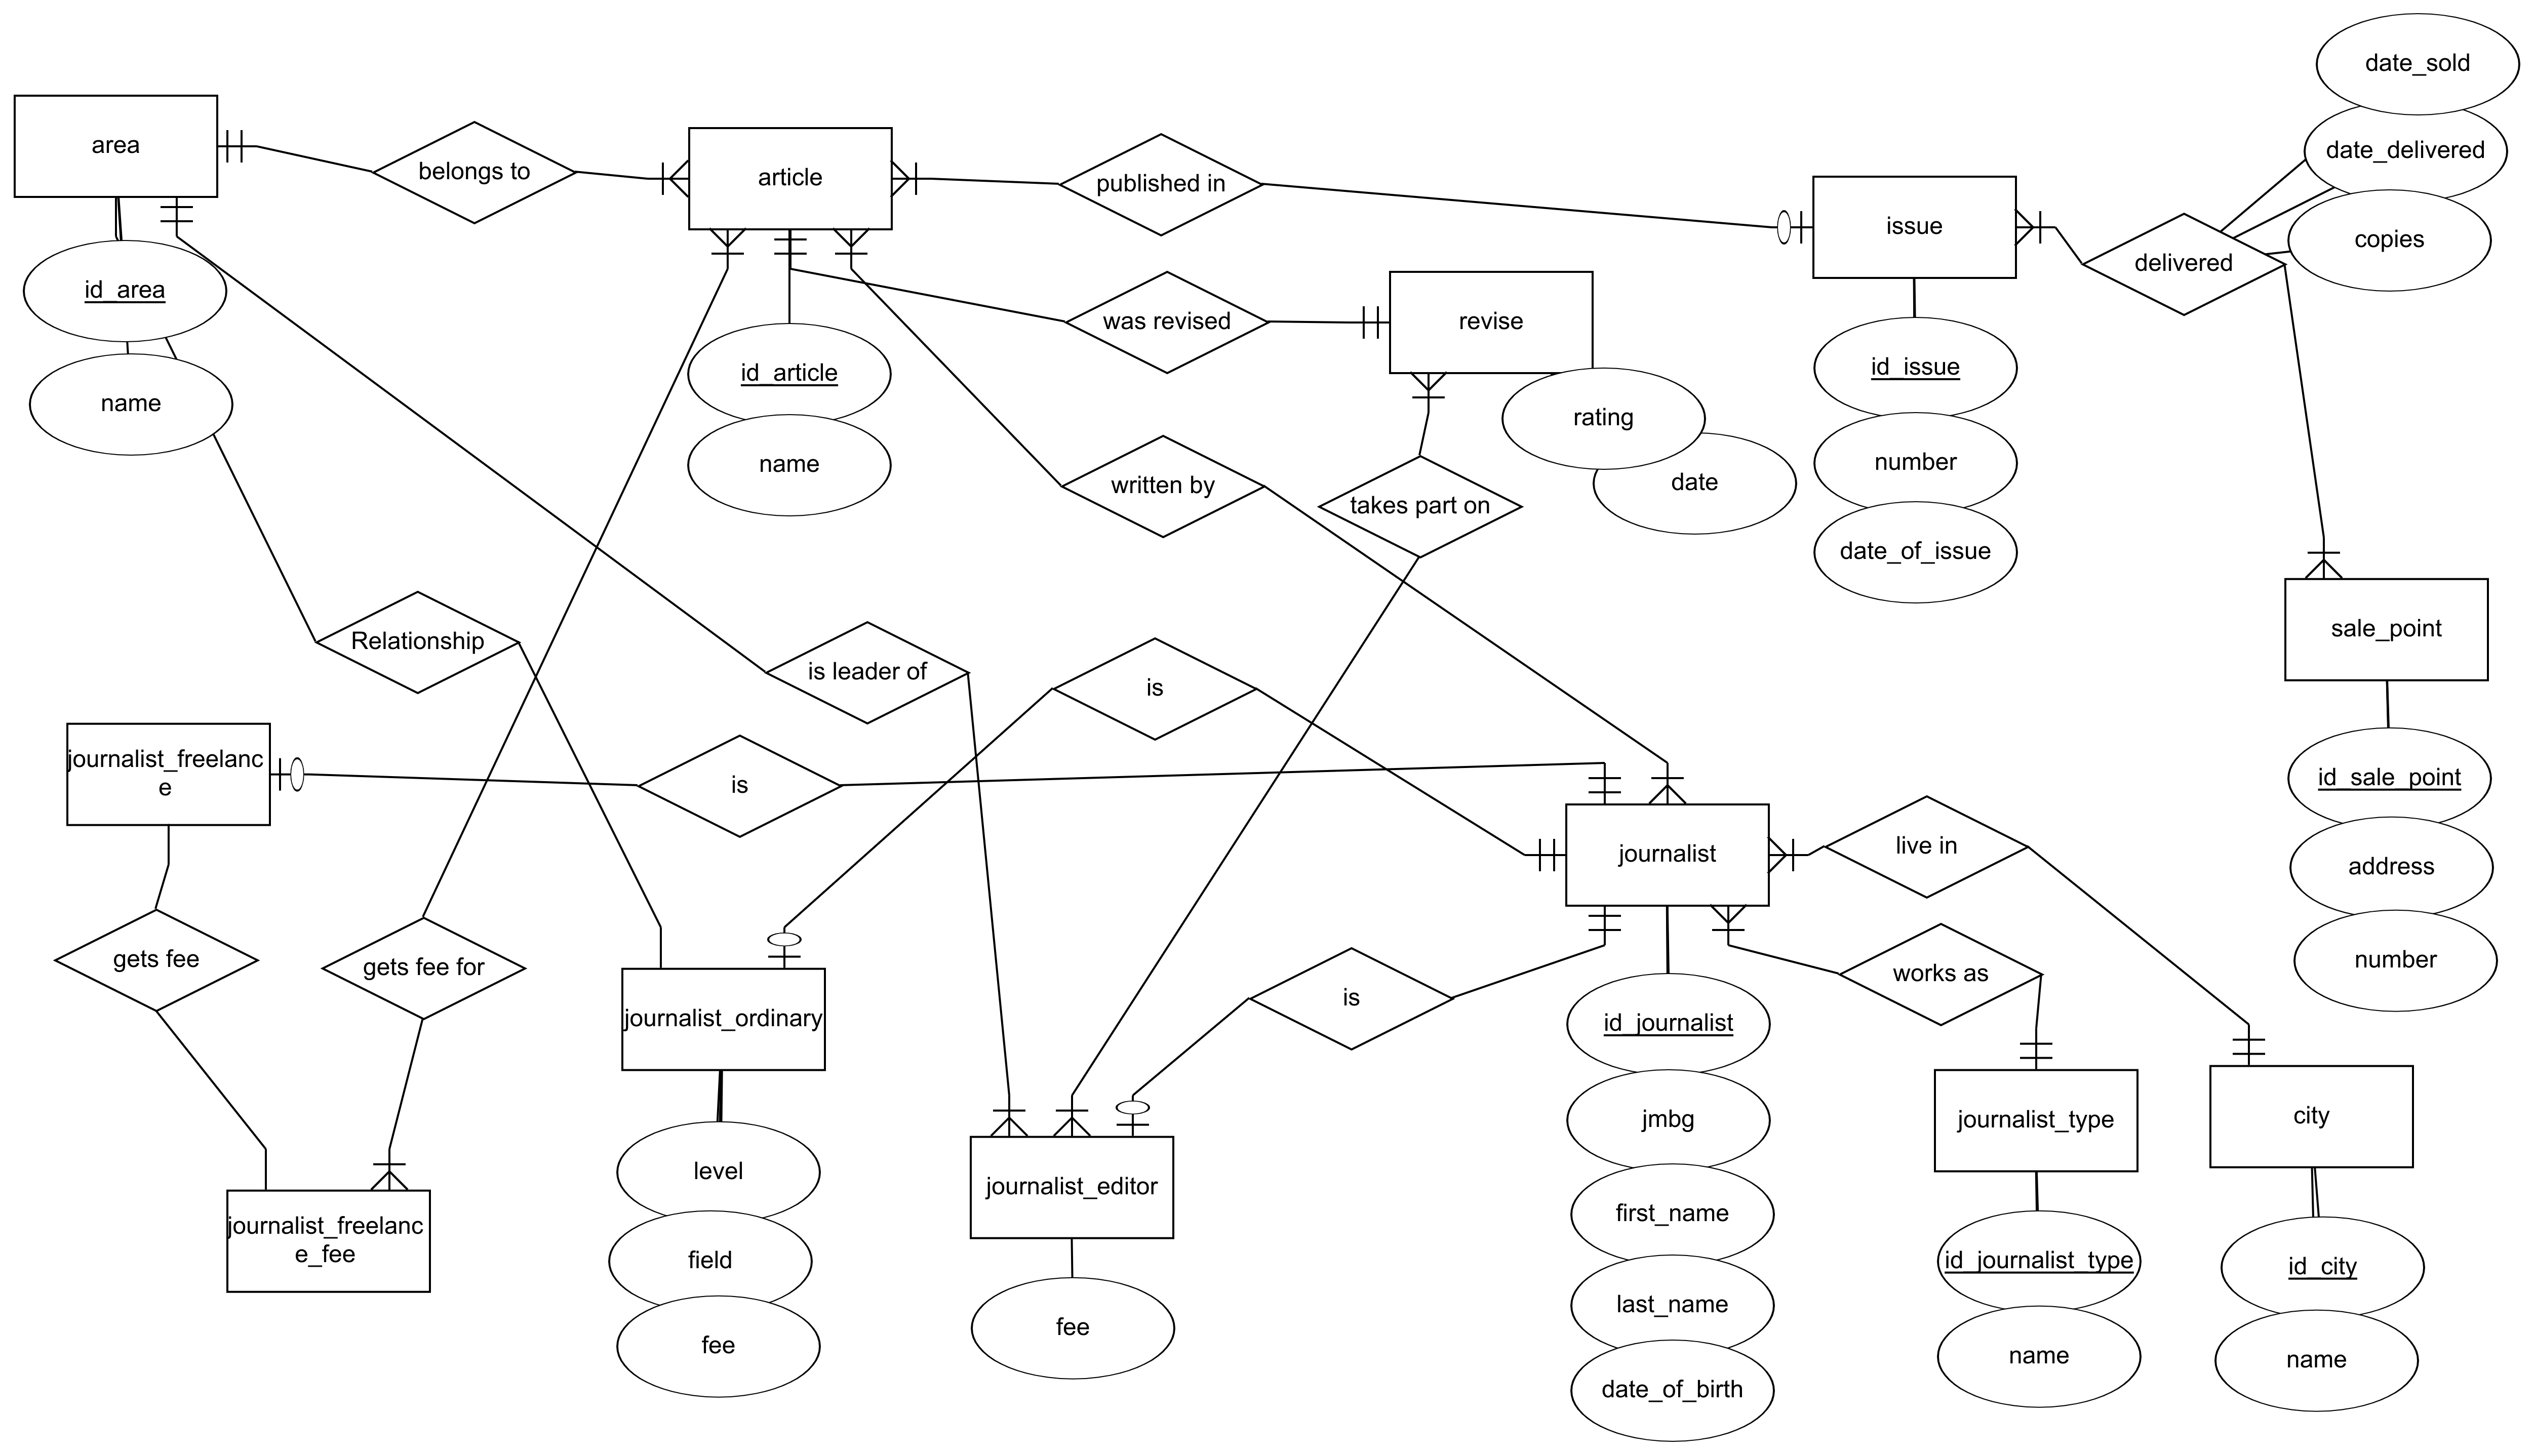 date_sold
area
article
belongs to
published in
date_delivered
issue
copies
delivered
id_area
was revised
revise
id_article
id_issue
name
rating
name
number
written by
takes part on
date
date_of_issue
Relationship
is leader of
is
sale_point
journalist_freelanc
e
is
id_sale_point
journalist
live in
address
gets fee
gets fee for
works as
number
journalist_ordinary
is
id_journalist
level
journalist_editor
jmbg
journalist_type
city
journalist_freelanc
e_fee
field
first_name
id_journalist_type
id_city
fee
fee
last_name
name
name
date_of_birth